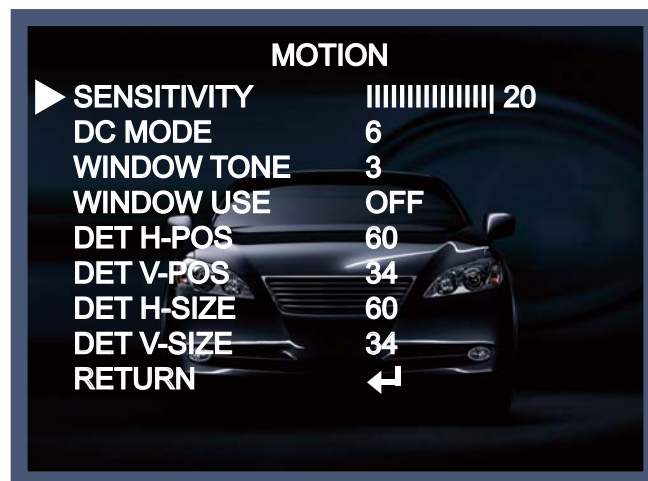 MOTION
SENSITIVITY ||||||||||||||| 20
DC MODE 6
WINDOW TONE 3
WINDOW USE OFF
DET H-POS 60
DET V-POS 34
DET H-SIZE 60
DET V-SIZE 34
RETURN ↲